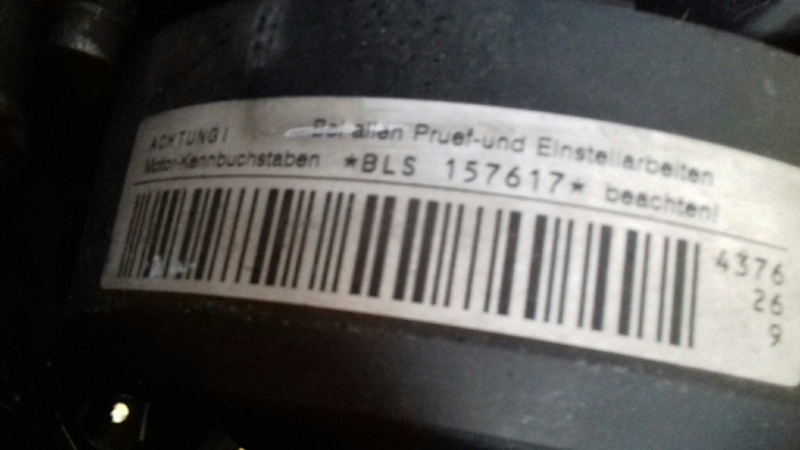 ACHTUNG! Bei allen Pruef-und Einstellarbeiten
Motor-Kennbuchstaben *BLS 157617* beachten!
4376
26
9